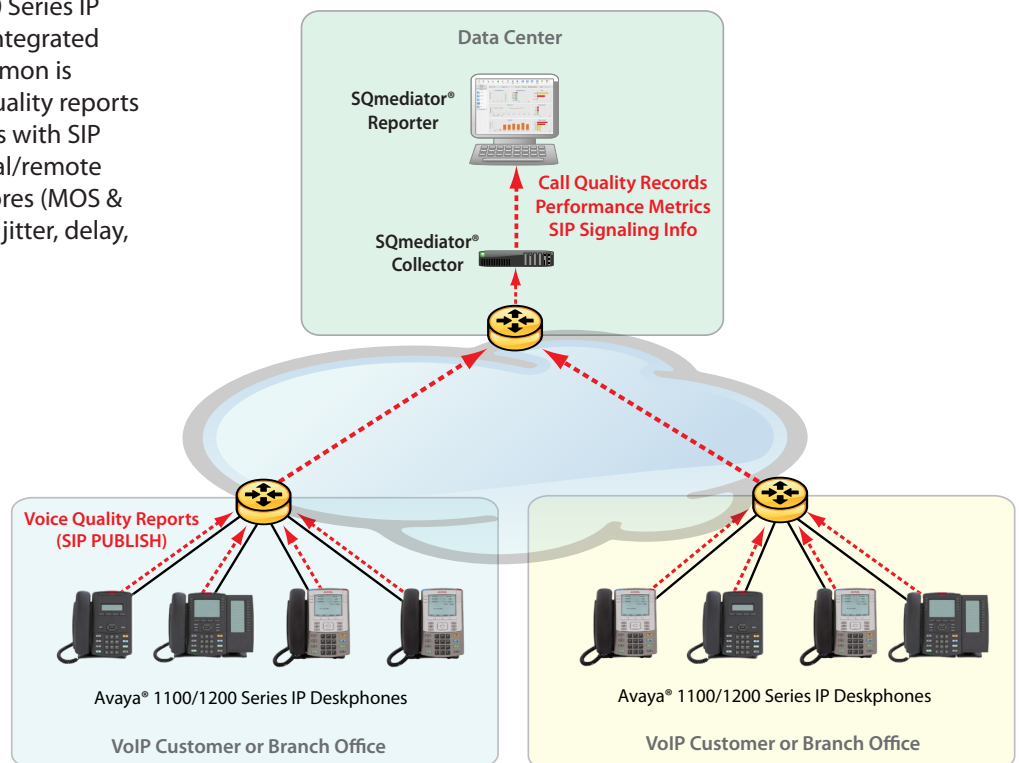 Series IP
ntegrated
mon is
uality reports
s with SIP
al/remote
ores (MOS &
jitter, delay,
Data Center
SQmediator®
Reporter
Call Quality Records
Performance Metrics
SIP Signaling Info
SQmediator®
Collector
Voice Quality Reports
(SIP PUBLISH)
Avaya® 1100/1200 Series IP Deskphones
VoIP Customer or Branch Office
Avaya® 1100/1200 Series IP Deskphones
VoIP Customer or Branch Office